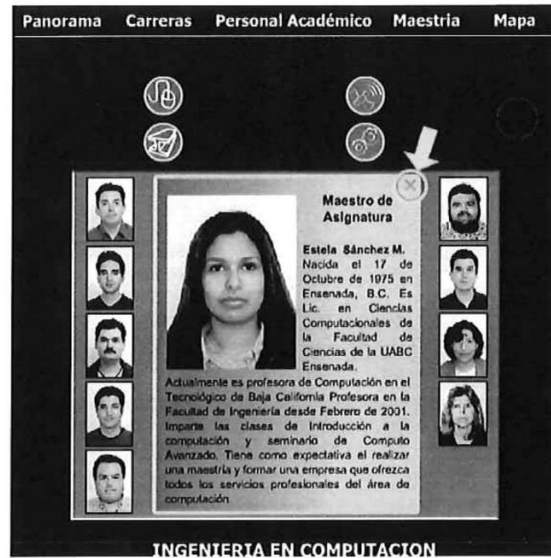 Panorama Carreras Personal Académico Maestria Mapa
Maestro de
Asignatura
Estela Sánchez M.
Nacida el 17 de
Octubre de 1975 en
Ensenada, B.C. Es
Lic. en Ciencias
Computacionales de
la Facultad de
Ciencias de la UABC
Ensenada.
Actualmente es profesora de Computación en el
Tecnológico de Baja California Profesora en la
Facultad de Ingeniería desde Febrero de 2001.
Imparte las clases de Introducción a la
computación y seminario de Computo
Avanzado. Tiene como expectativa el realizar
una maestría y formar una empresa que ofrezca
todos los servicios profesionales del área de
computación
INGENIERIA EN COMPUTACION